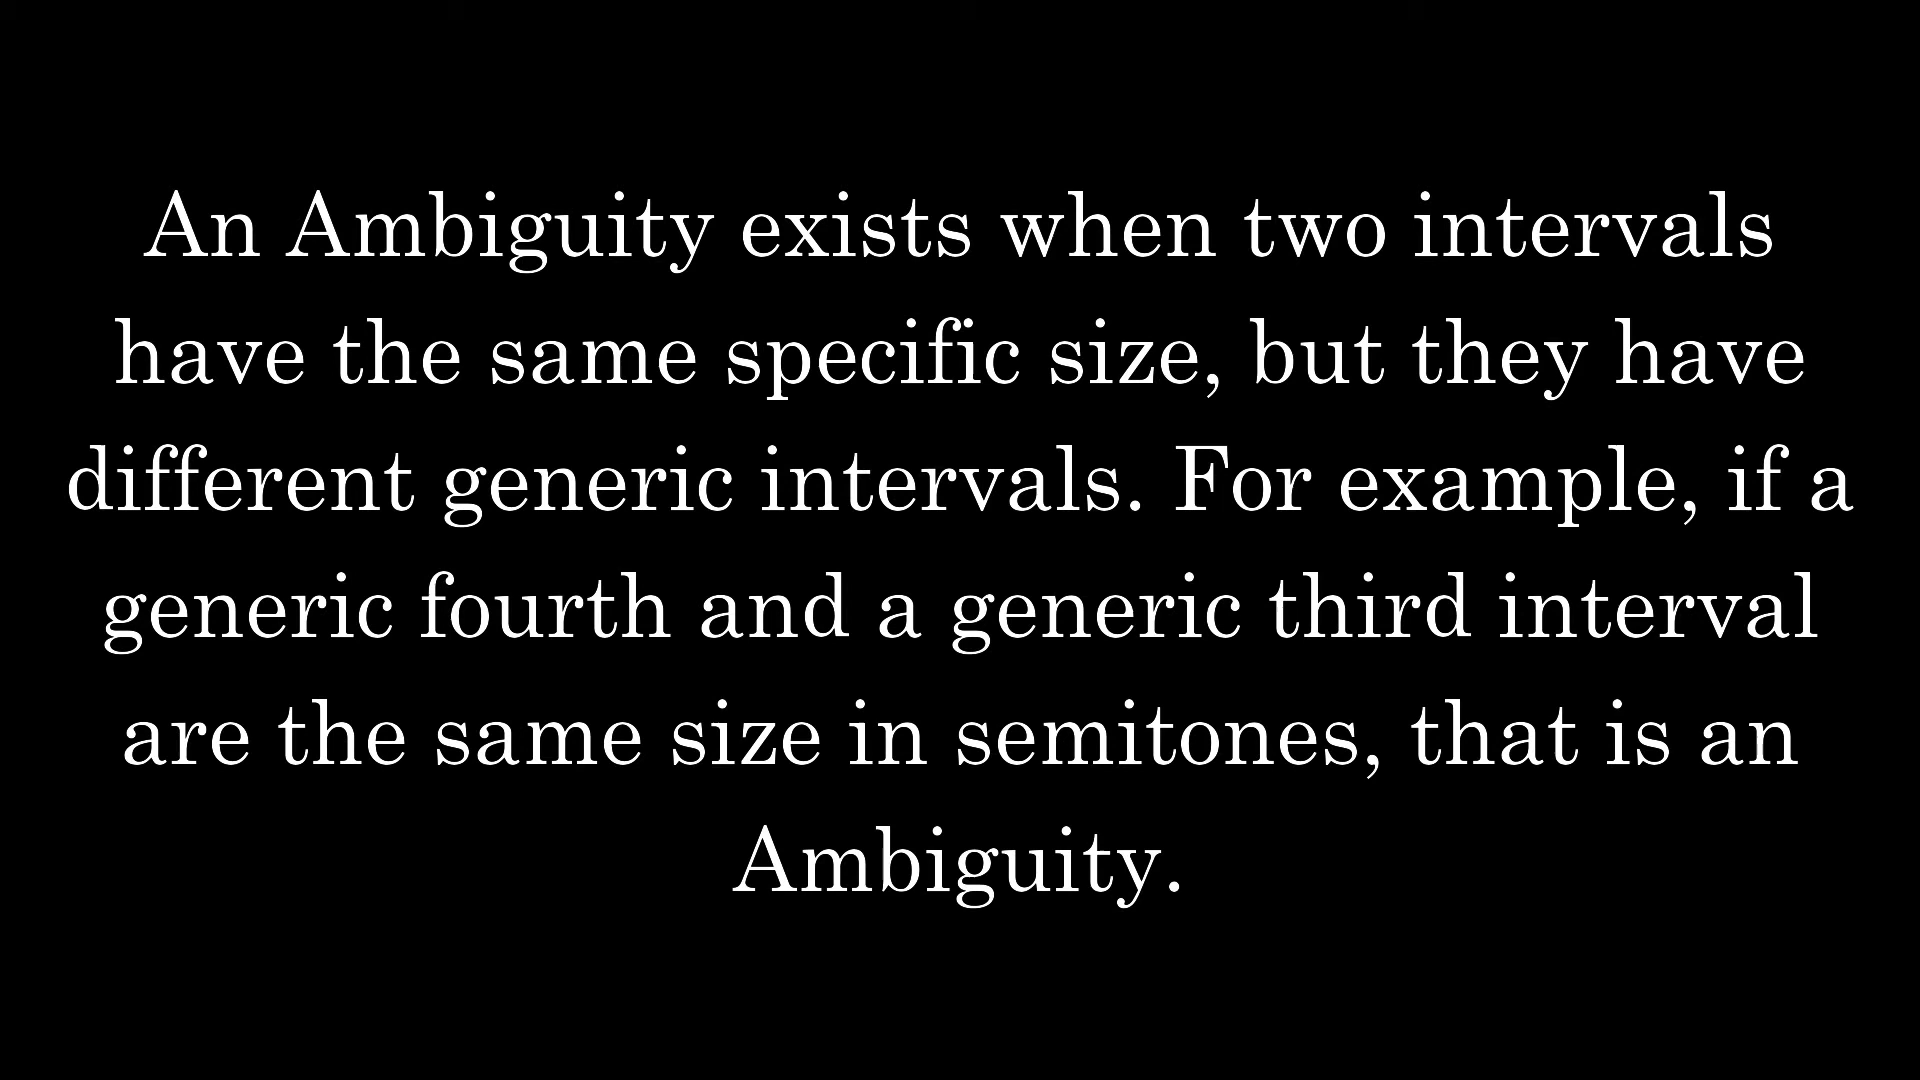 An Ambiguity exists when two intervals
have the same specific size, but they have
different generic intervals. For example, if a
generic fourth and a generic third interval
are the same size in semitones, that is an
Ambiguity.